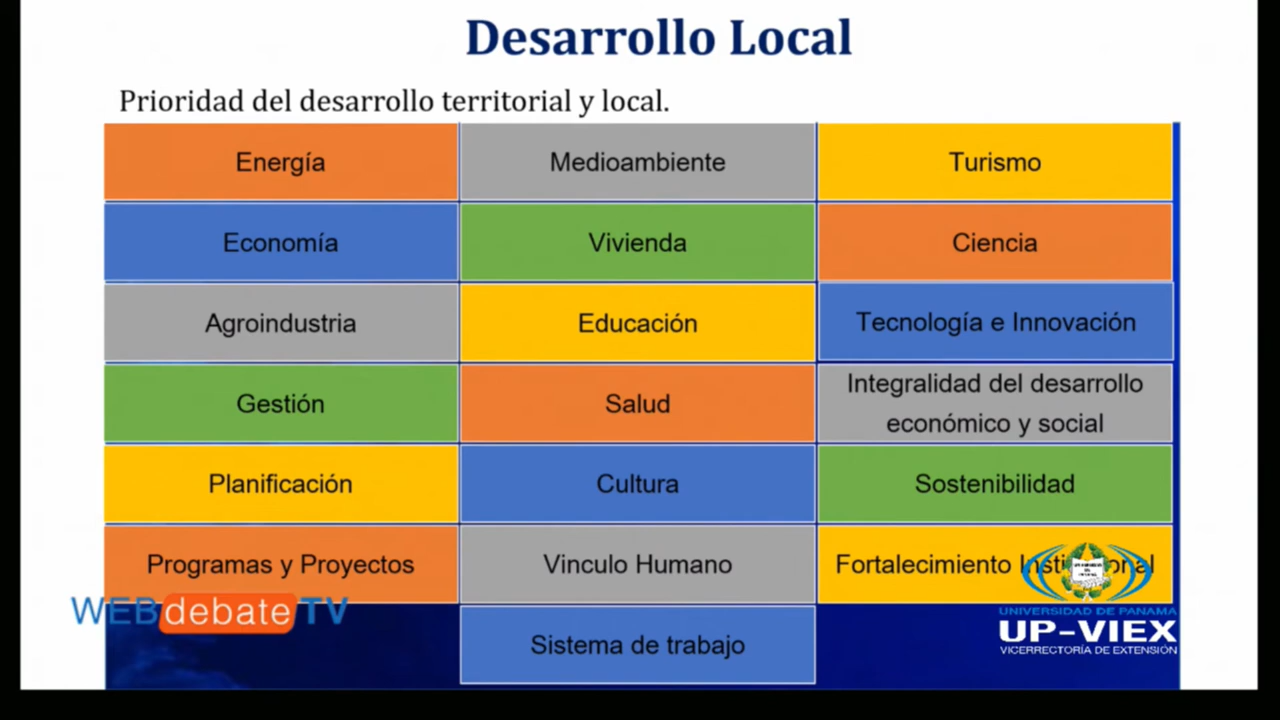 Desarrollo Local
Prioridad del desarrollo territorial y local.
Energía
Medioambiente
Turismo
Economía
Vivienda
Ciencia
Agroindustria
Educación
Tecnología e Innovación
Gestión
Salud
Integralidad del desarrollo
económico y social
Planificación
Cultura
Sostenibilidad
Programas y Proyectos
Vinculo Humano
Fortalecimiento Institucional
Sistema de trabajo
WEBdebateTV
UNIVERSIDAD DE PANAMA
UP-VIEX
VICERRECTORÍA DE EXTENSIÓN